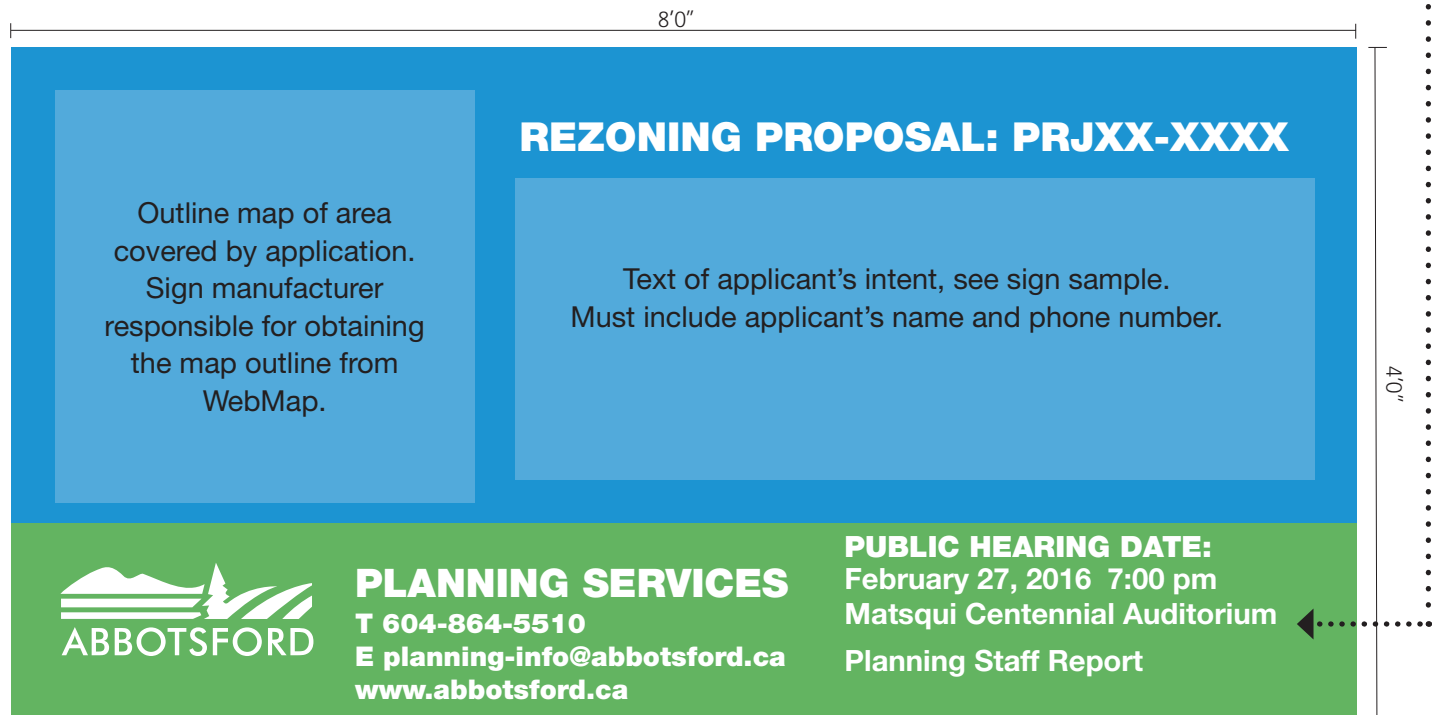 8’0”
REZONING PROPOSAL: PRJXX-XXXX
Outline map of area
covered by application.
Sign manufacturer
responsible for obtaining
the map outline from
WebMap.
Text of applicant’s intent, see sign sample.
Must include applicant’s name and phone number.
4’0”
ABBOTSFORD
PLANNING SERVICES
T 604-864-5510
E planning-info@abbotsford.ca
www.abbotsford.ca
PUBLIC HEARING DATE:
February 27, 2016 7:00 pm
Matsqui Centennial Auditorium
Planning Staff Report